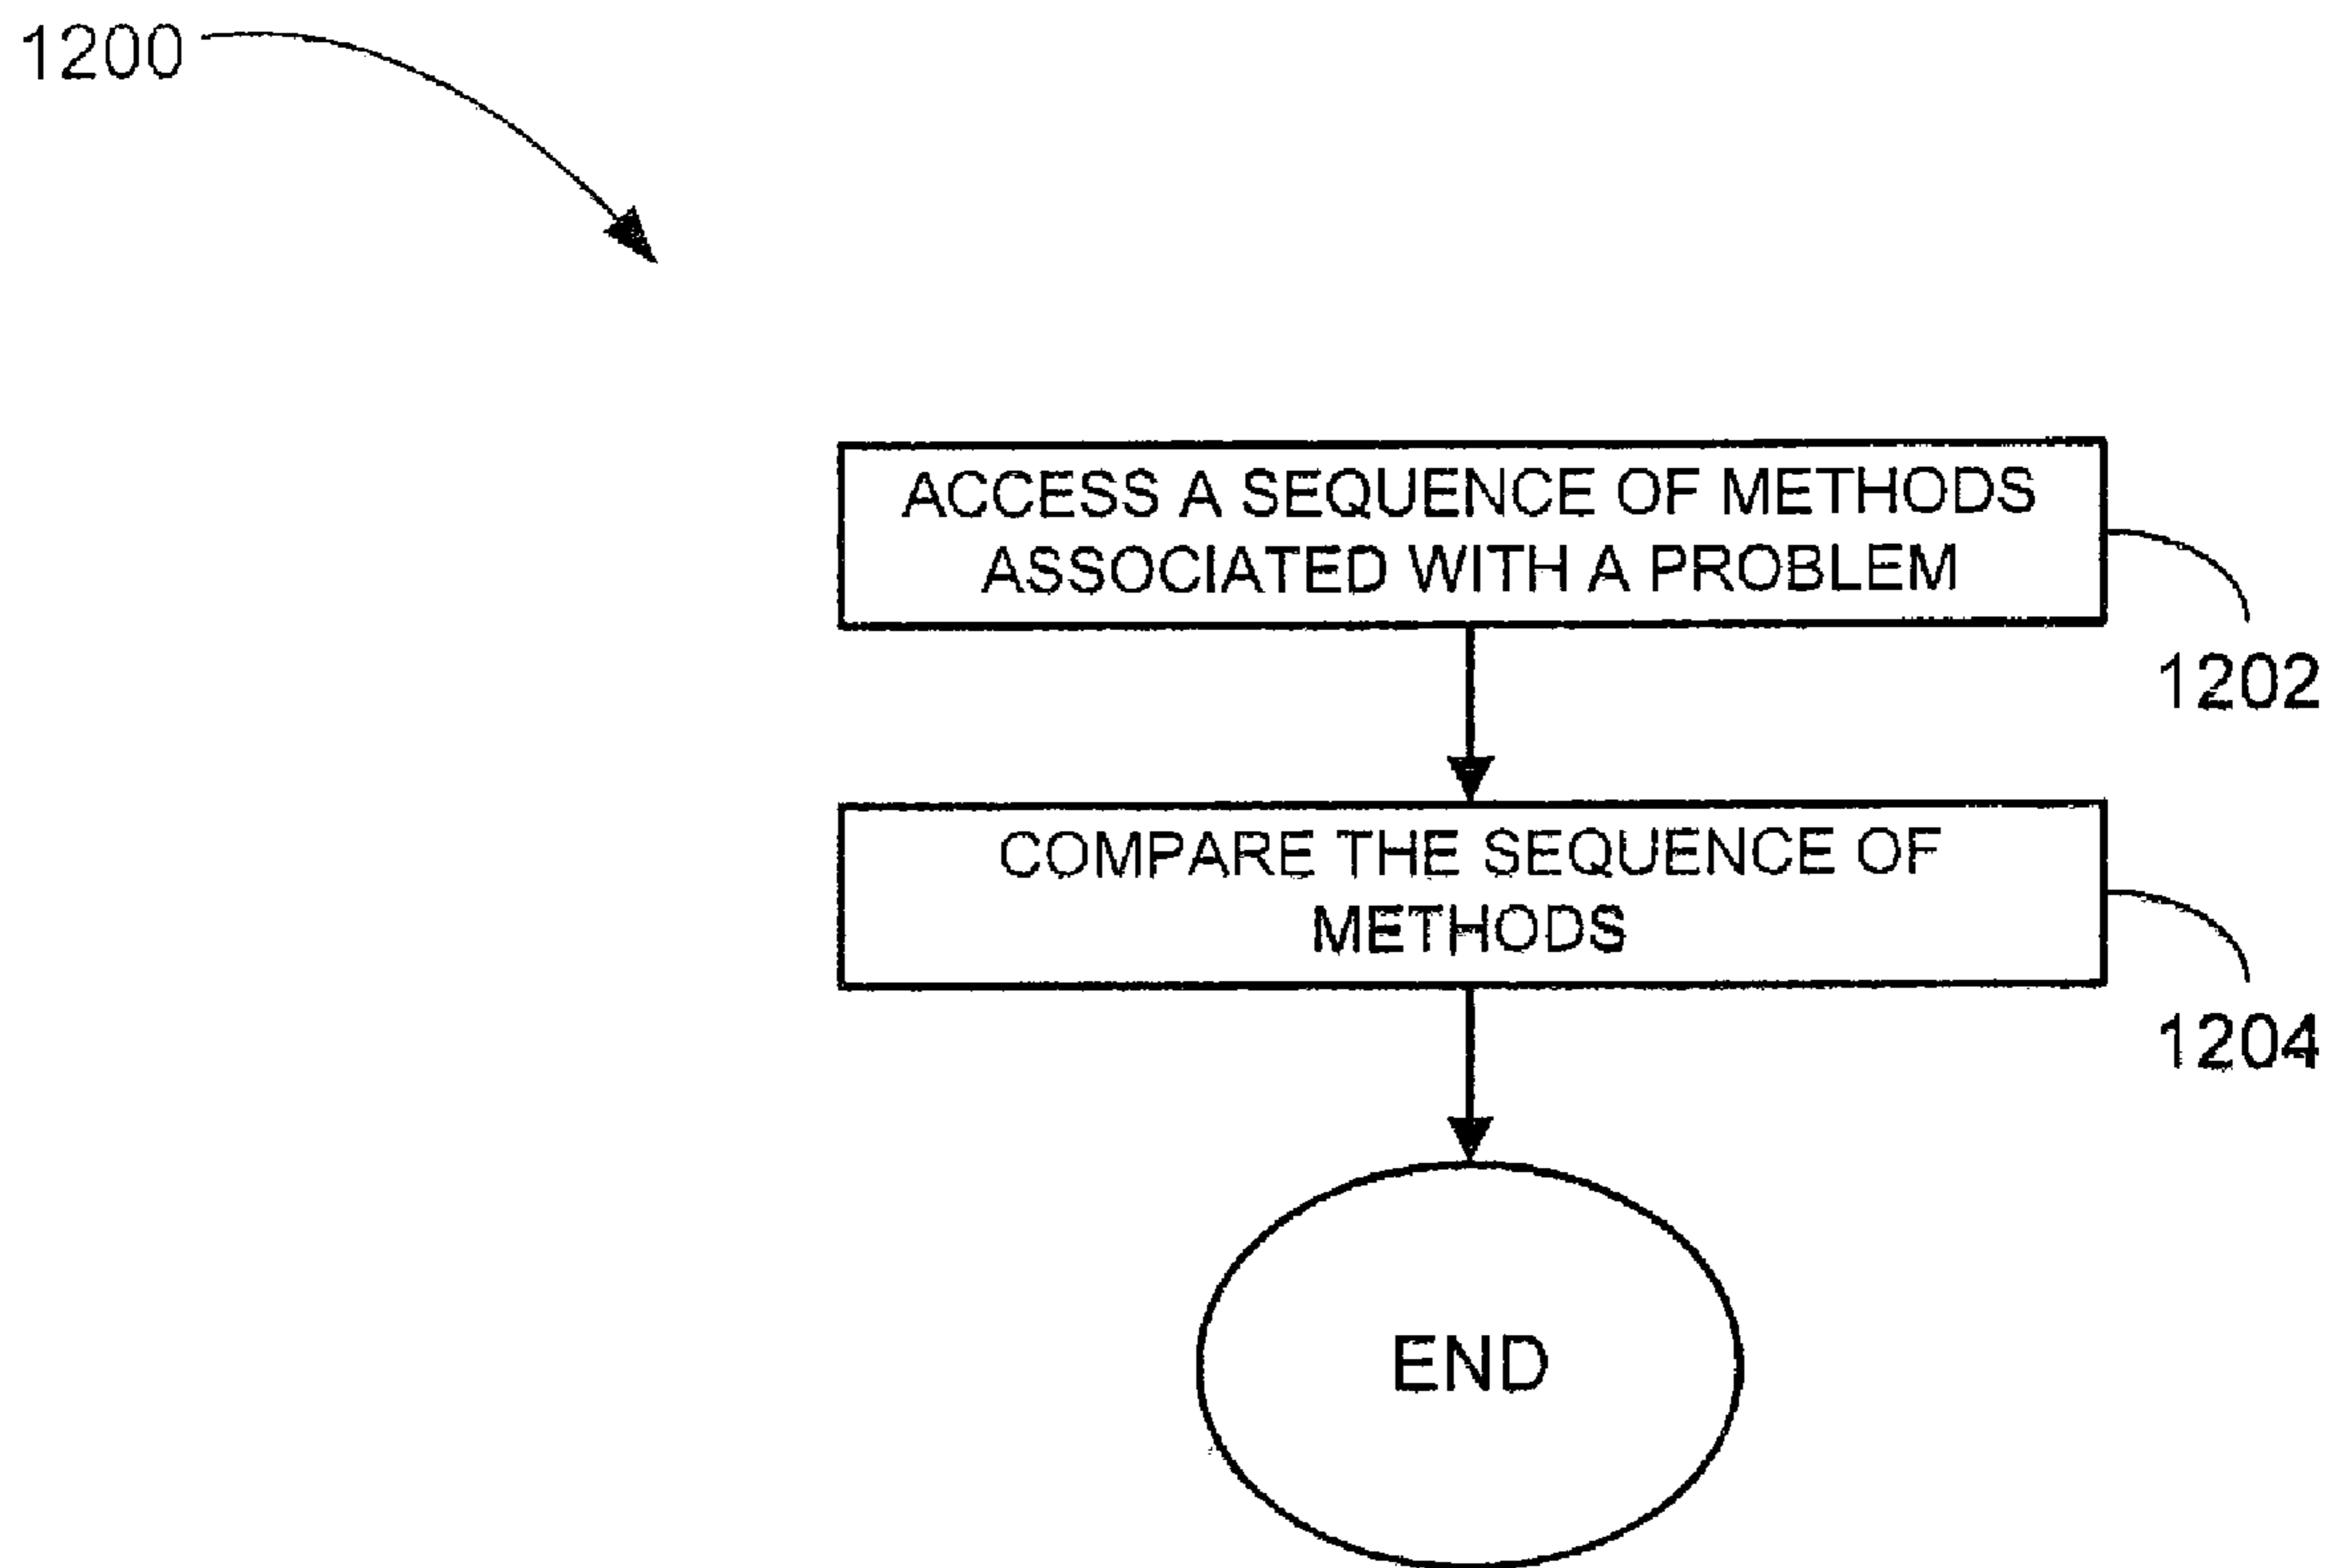 1200
ACCESS A SEQUENCE OF METHODS
ASSOCIATED WITH A PROBLEM
1202
COMPARE THE SEQUENCE OF
METHODS
1204
END